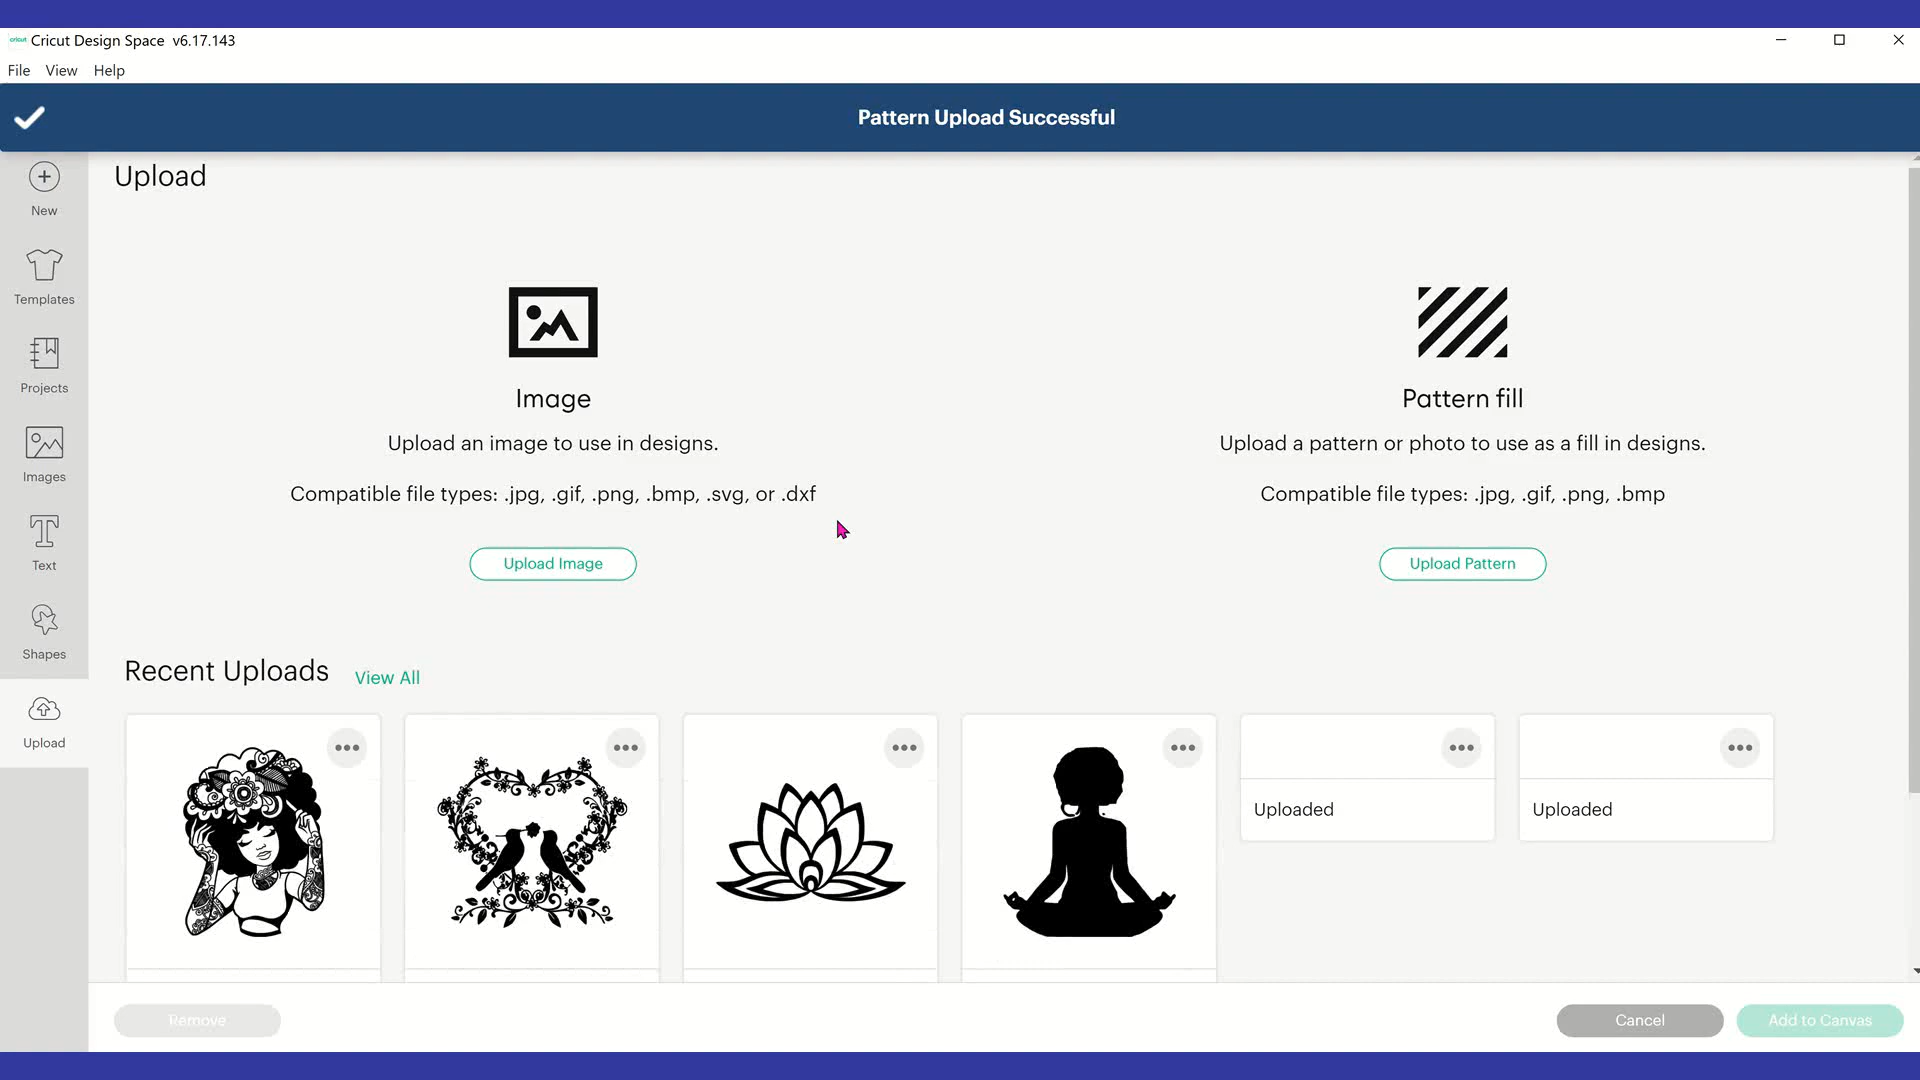 cricut Cricut Design Space v6.17.143
File View Help
Pattern Upload Successful
Upload
New
Templates
Projects
Images
Text
Shapes
Upload
Image
Upload an image to use in designs.
Compatible file types: .jpg, .gif, .png, .bmp, .svg, or .dxf
Upload Image
Pattern fill
Upload a pattern or photo to use as a fill in designs.
Compatible file types: .jpg, .gif, .png, .bmp
Upload Pattern
Recent Uploads View All
Uploaded
Uploaded
Remove
Cancel
Add to Canvas